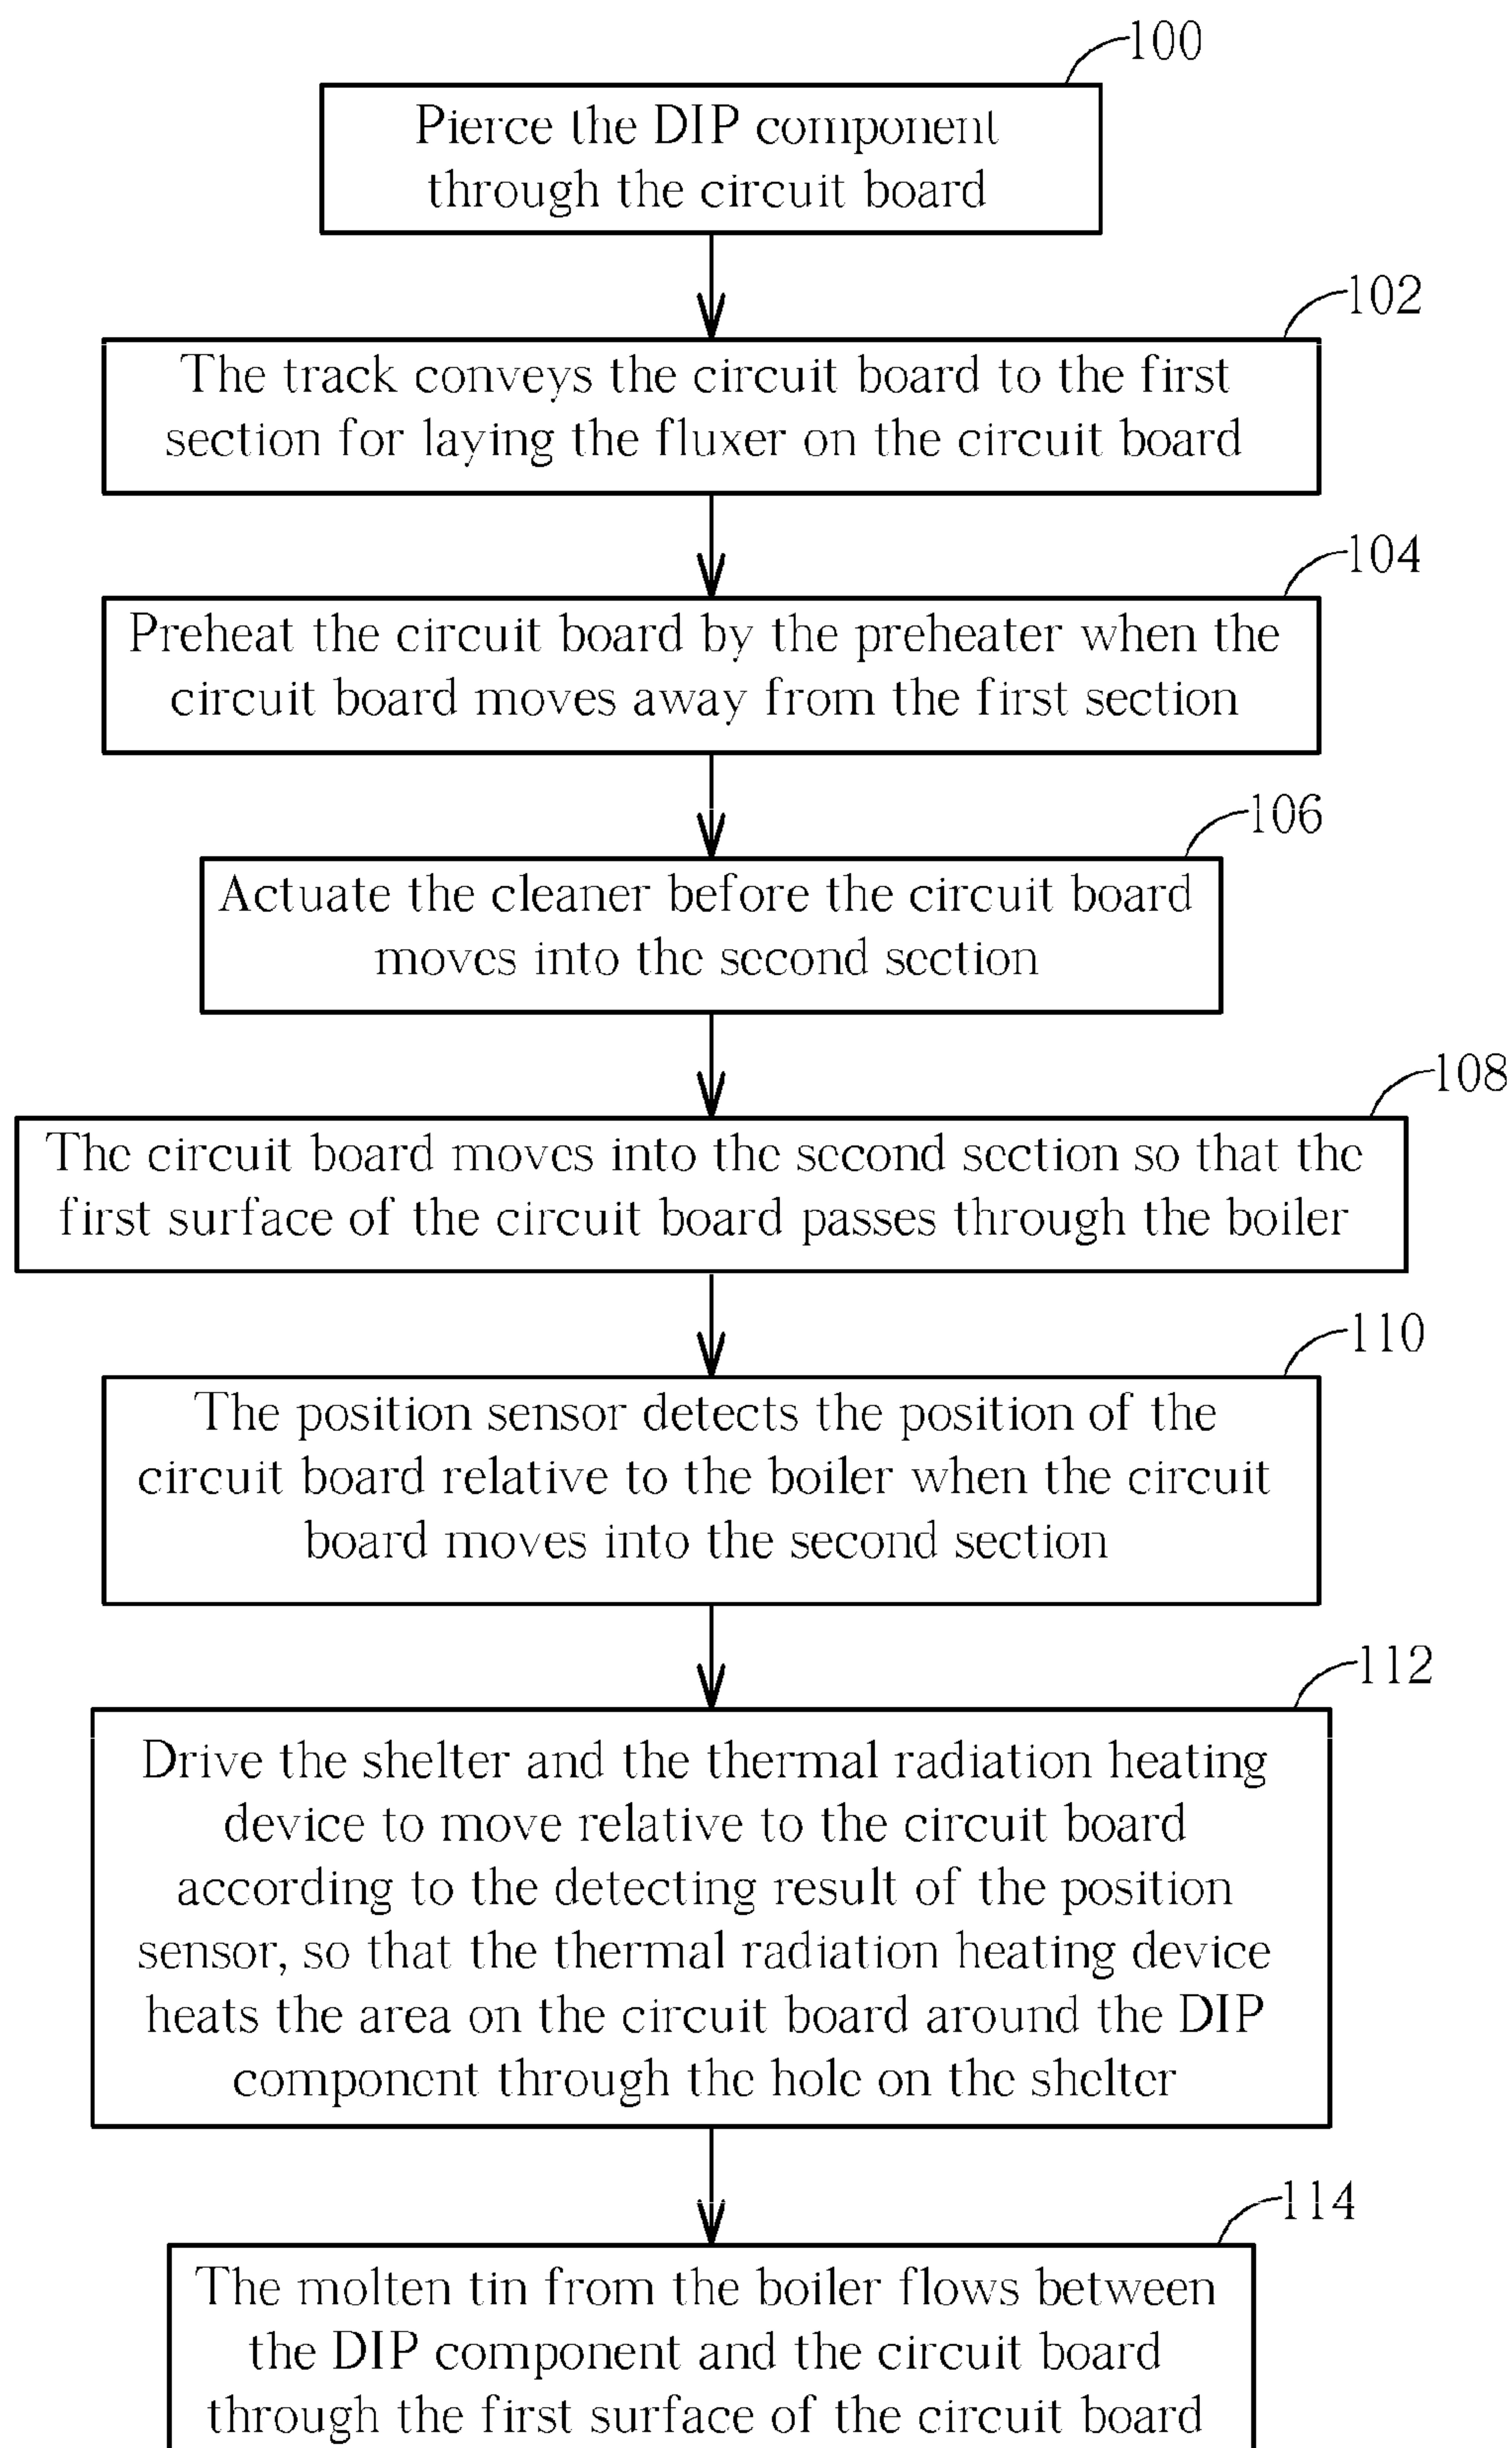 100
Pierce the DIP component
through the circuit board
102
The track conveys the circuit board to the first
section for laying the fluxer on the circuit board
104
Preheat the circuit board by the preheater when the
circuit board moves away from the first section
106
Actuate the cleaner before the circuit board
moves into the second section
108
The circuit board moves into the second section so that the
first surface of the circuit board passes through the boiler
110
The position sensor detects the position of the
circuit board relative to the boiler when the circuit
board moves into the second section
112
Drive the shelter and the thermal radiation heating
device to move relative to the circuit board
according to the detecting result of the position
sensor, so that the thermal radiation heating device
heats the area on the circuit board around the DIP
component through the hole on the shelter
114
The molten tin from the boiler flows between
the DIP component and the circuit board
through the first surface of the circuit board